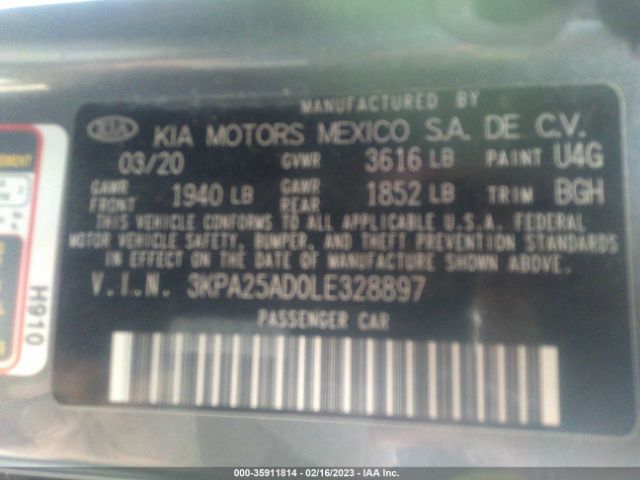 MANUFACTURED BY
KIA KIA MOTORS MEXICO S.A. DE C.V.
03/20 GVWR 3616 LB PAINT U4G
GAWR FRONT 1940 LB GAWR REAR 1852 LB TRIM BGH
THIS VEHICLE CONFORMS TO ALL APPLICABLE U.S.A. FEDERAL
MOTOR VEHICLE SAFETY, BUMPER, AND THEFT PREVENTION STANDARDS
IN EFFECT ON THE DATE OF MANUFACTURE SHOWN ABOVE.
V.I.N. 3KPA25AD0LE328897
PASSENGER CAR
H910
000-35911814 - 02/16/2023 - IAA Inc.